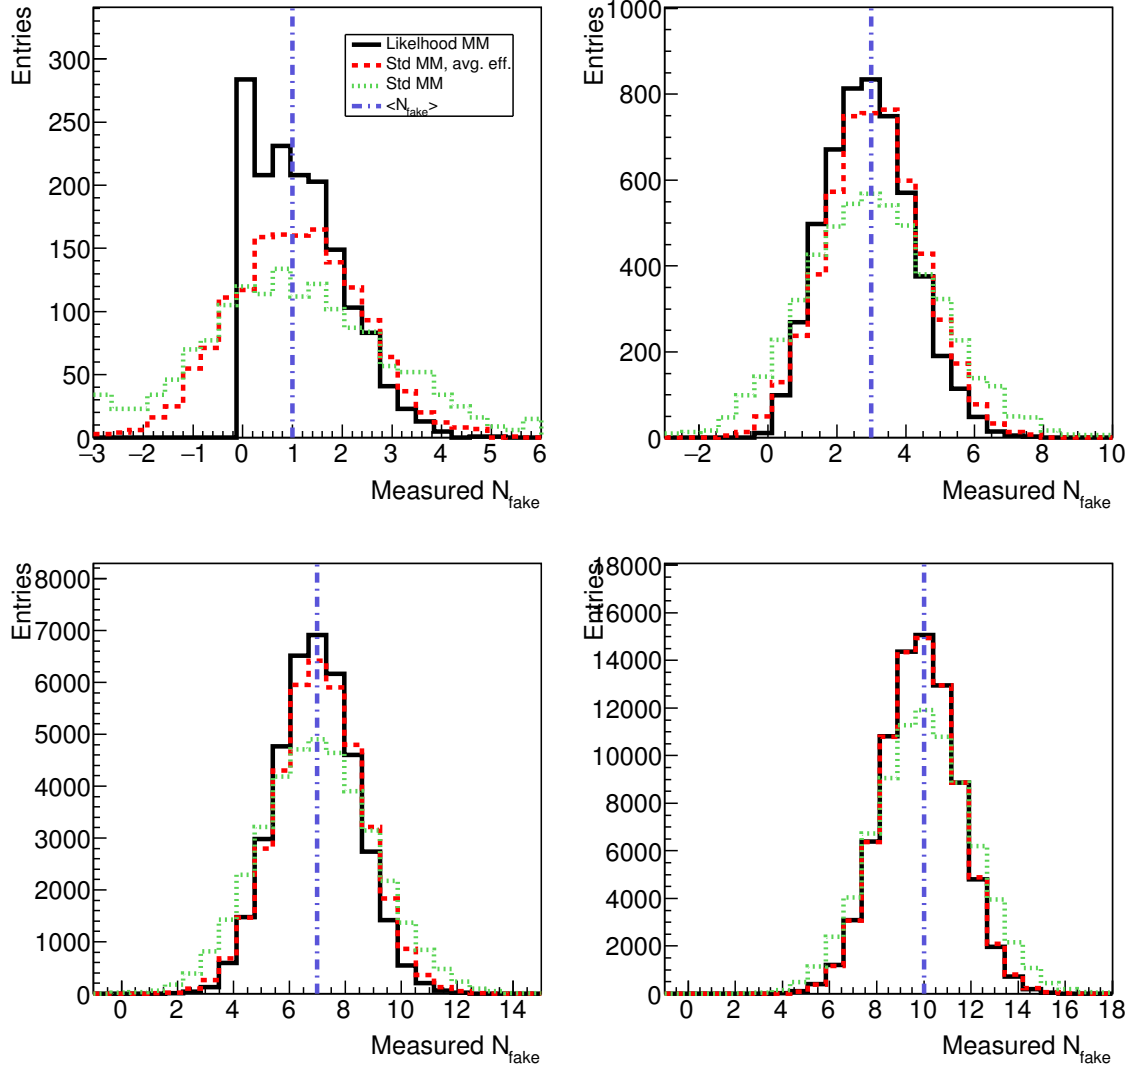 Entries
300
250
200
150
100
50
0
Likelhood MM
Std MM, avg. eff.
Std MM
<N_fake>
−3 −2 −1 0 1 2 3 4 5 6
Measured N_fake
Entries
1000
800
600
400
200
0
−2 0 2 4 6 8 10
Measured N_fake
Entries
8000
7000
6000
5000
4000
3000
2000
1000
0
0 2 4 6 8 10 12 14
Measured N_fake
Entries
18000
16000
14000
12000
10000
8000
6000
4000
2000
0
0 2 4 6 8 10 12 14 16 18
Measured N_fake